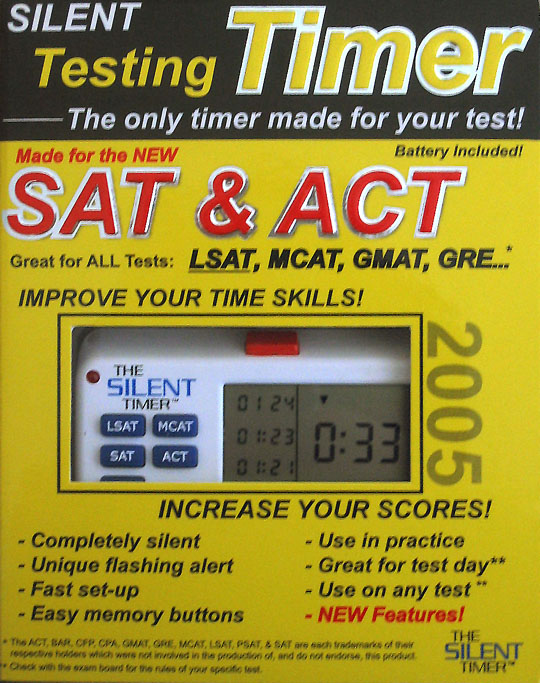 SILENT
Testing Timer
The only timer made for your test!
Made for the NEW
Battery Included!
SAT & ACT
Great for ALL Tests: LSAT, MCAT, GMAT, GRE...*
IMPROVE YOUR TIME SKILLS!
THE
SILENT
TIMER™
LSAT MCAT
SAT ACT
01:24
01:23
01:21
0:33
2005
INCREASE YOUR SCORES!
- Completely silent
- Unique flashing alert
- Fast set-up
- Easy memory buttons
- Use in practice
- Great for test day**
- Use on any test**
- NEW Features!
* The ACT, BAR, CFP, CPA, GMAT, GRE, MCAT, LSAT, PSAT, & SAT are each trademarks of their
respective holders which were not involved in the production of, and do not endorse, this product.
** Check with the exam board for the rules of your specific test.
THE
SILENT
TIMER™